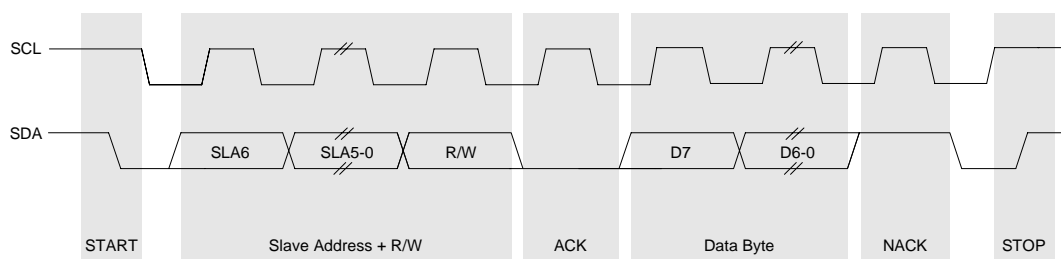 SCL
SDA
SLA6 SLA5-0 R/W D7 D6-0
START Slave Address + R/W ACK Data Byte NACK STOP